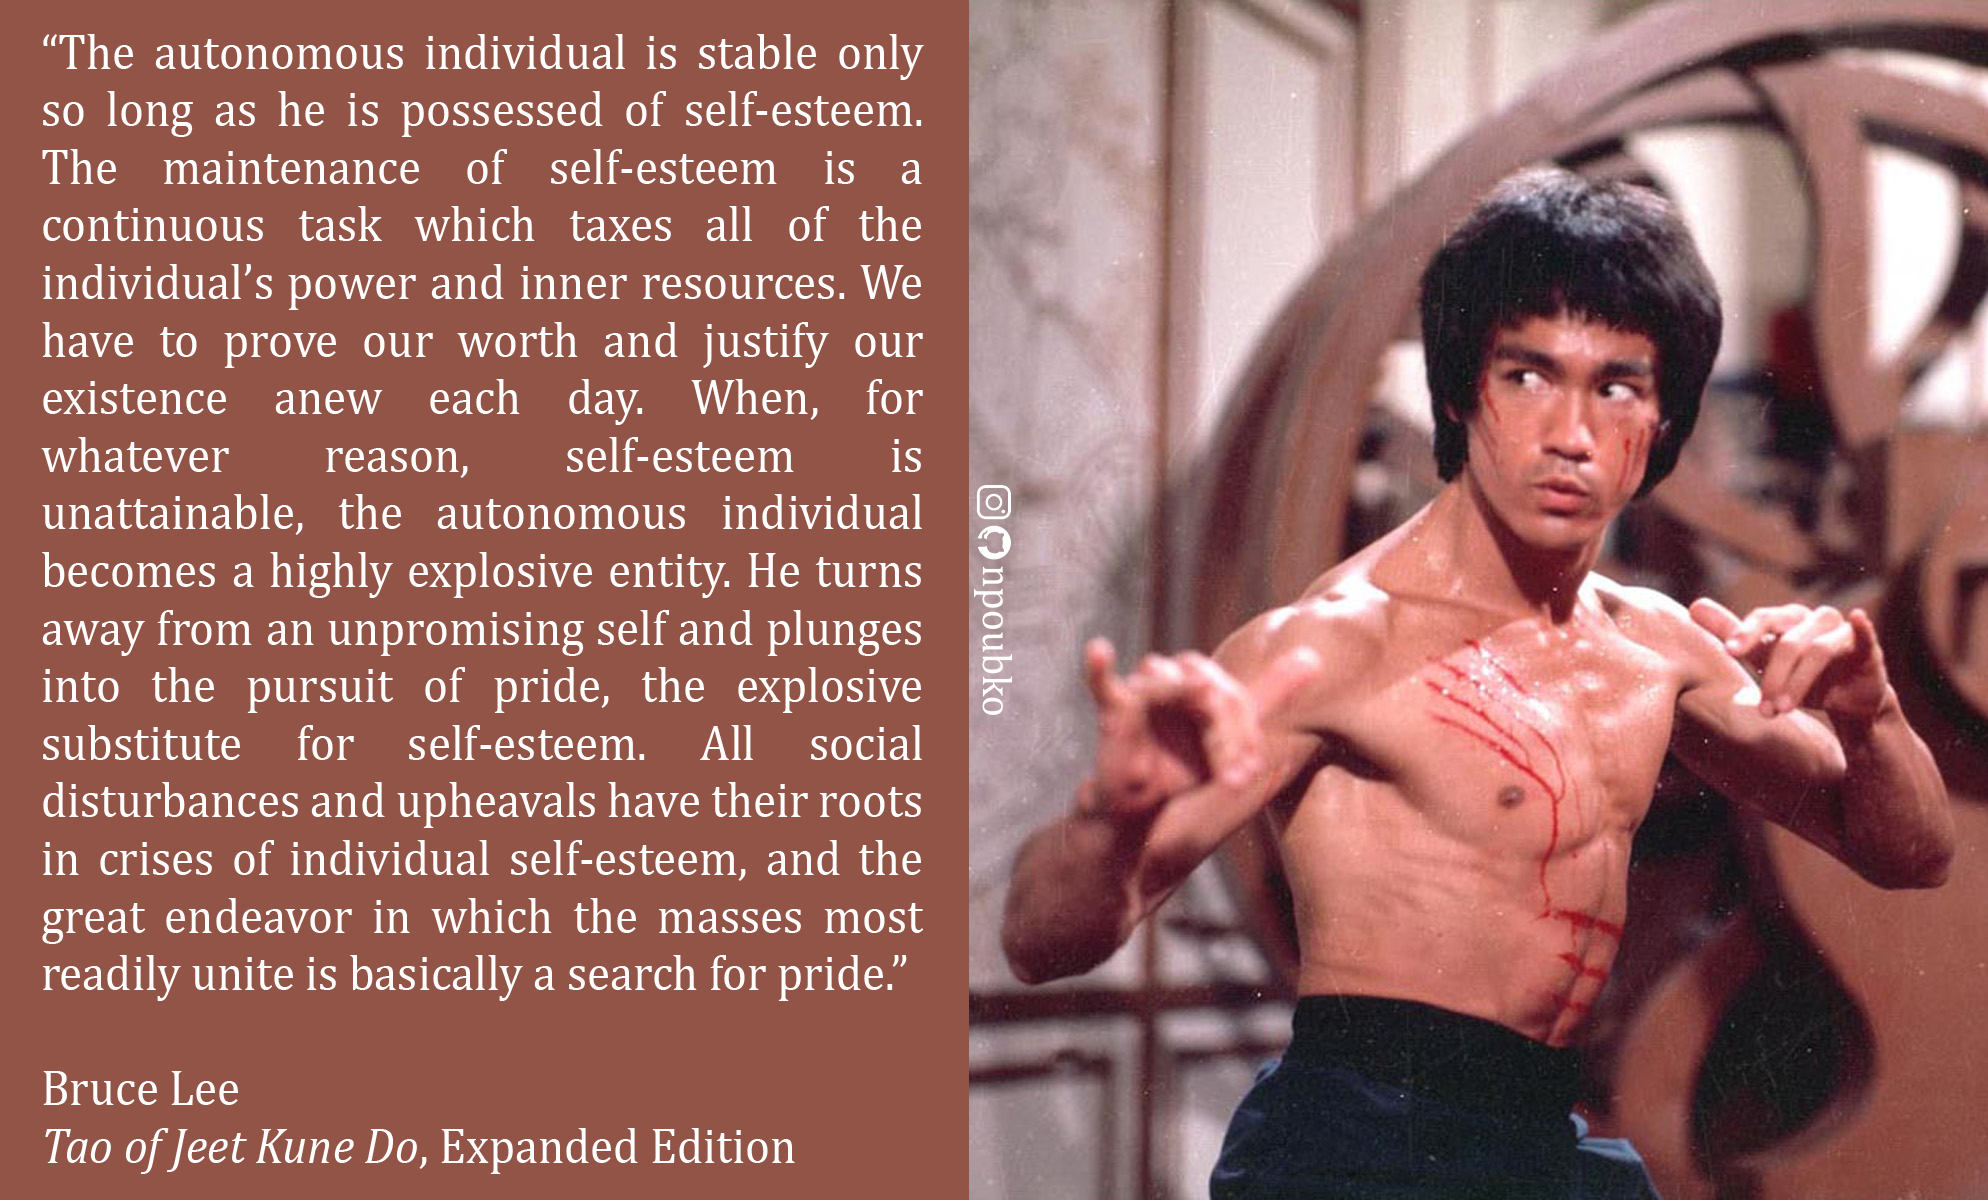 “The autonomous individual is stable only
so long as he is possessed of self-esteem.
The maintenance of self-esteem is a
continuous task which taxes all of the
individual’s power and inner resources. We
have to prove our worth and justify our
existence anew each day. When, for
whatever reason, self-esteem is
unattainable, the autonomous individual
becomes a highly explosive entity. He turns
away from an unpromising self and plunges
into the pursuit of pride, the explosive
substitute for self-esteem. All social
disturbances and upheavals have their roots
in crises of individual self-esteem, and the
great endeavor in which the masses most
readily unite is basically a search for pride.”
Bruce Lee
Tao of Jeet Kune Do, Expanded Edition
npoubko